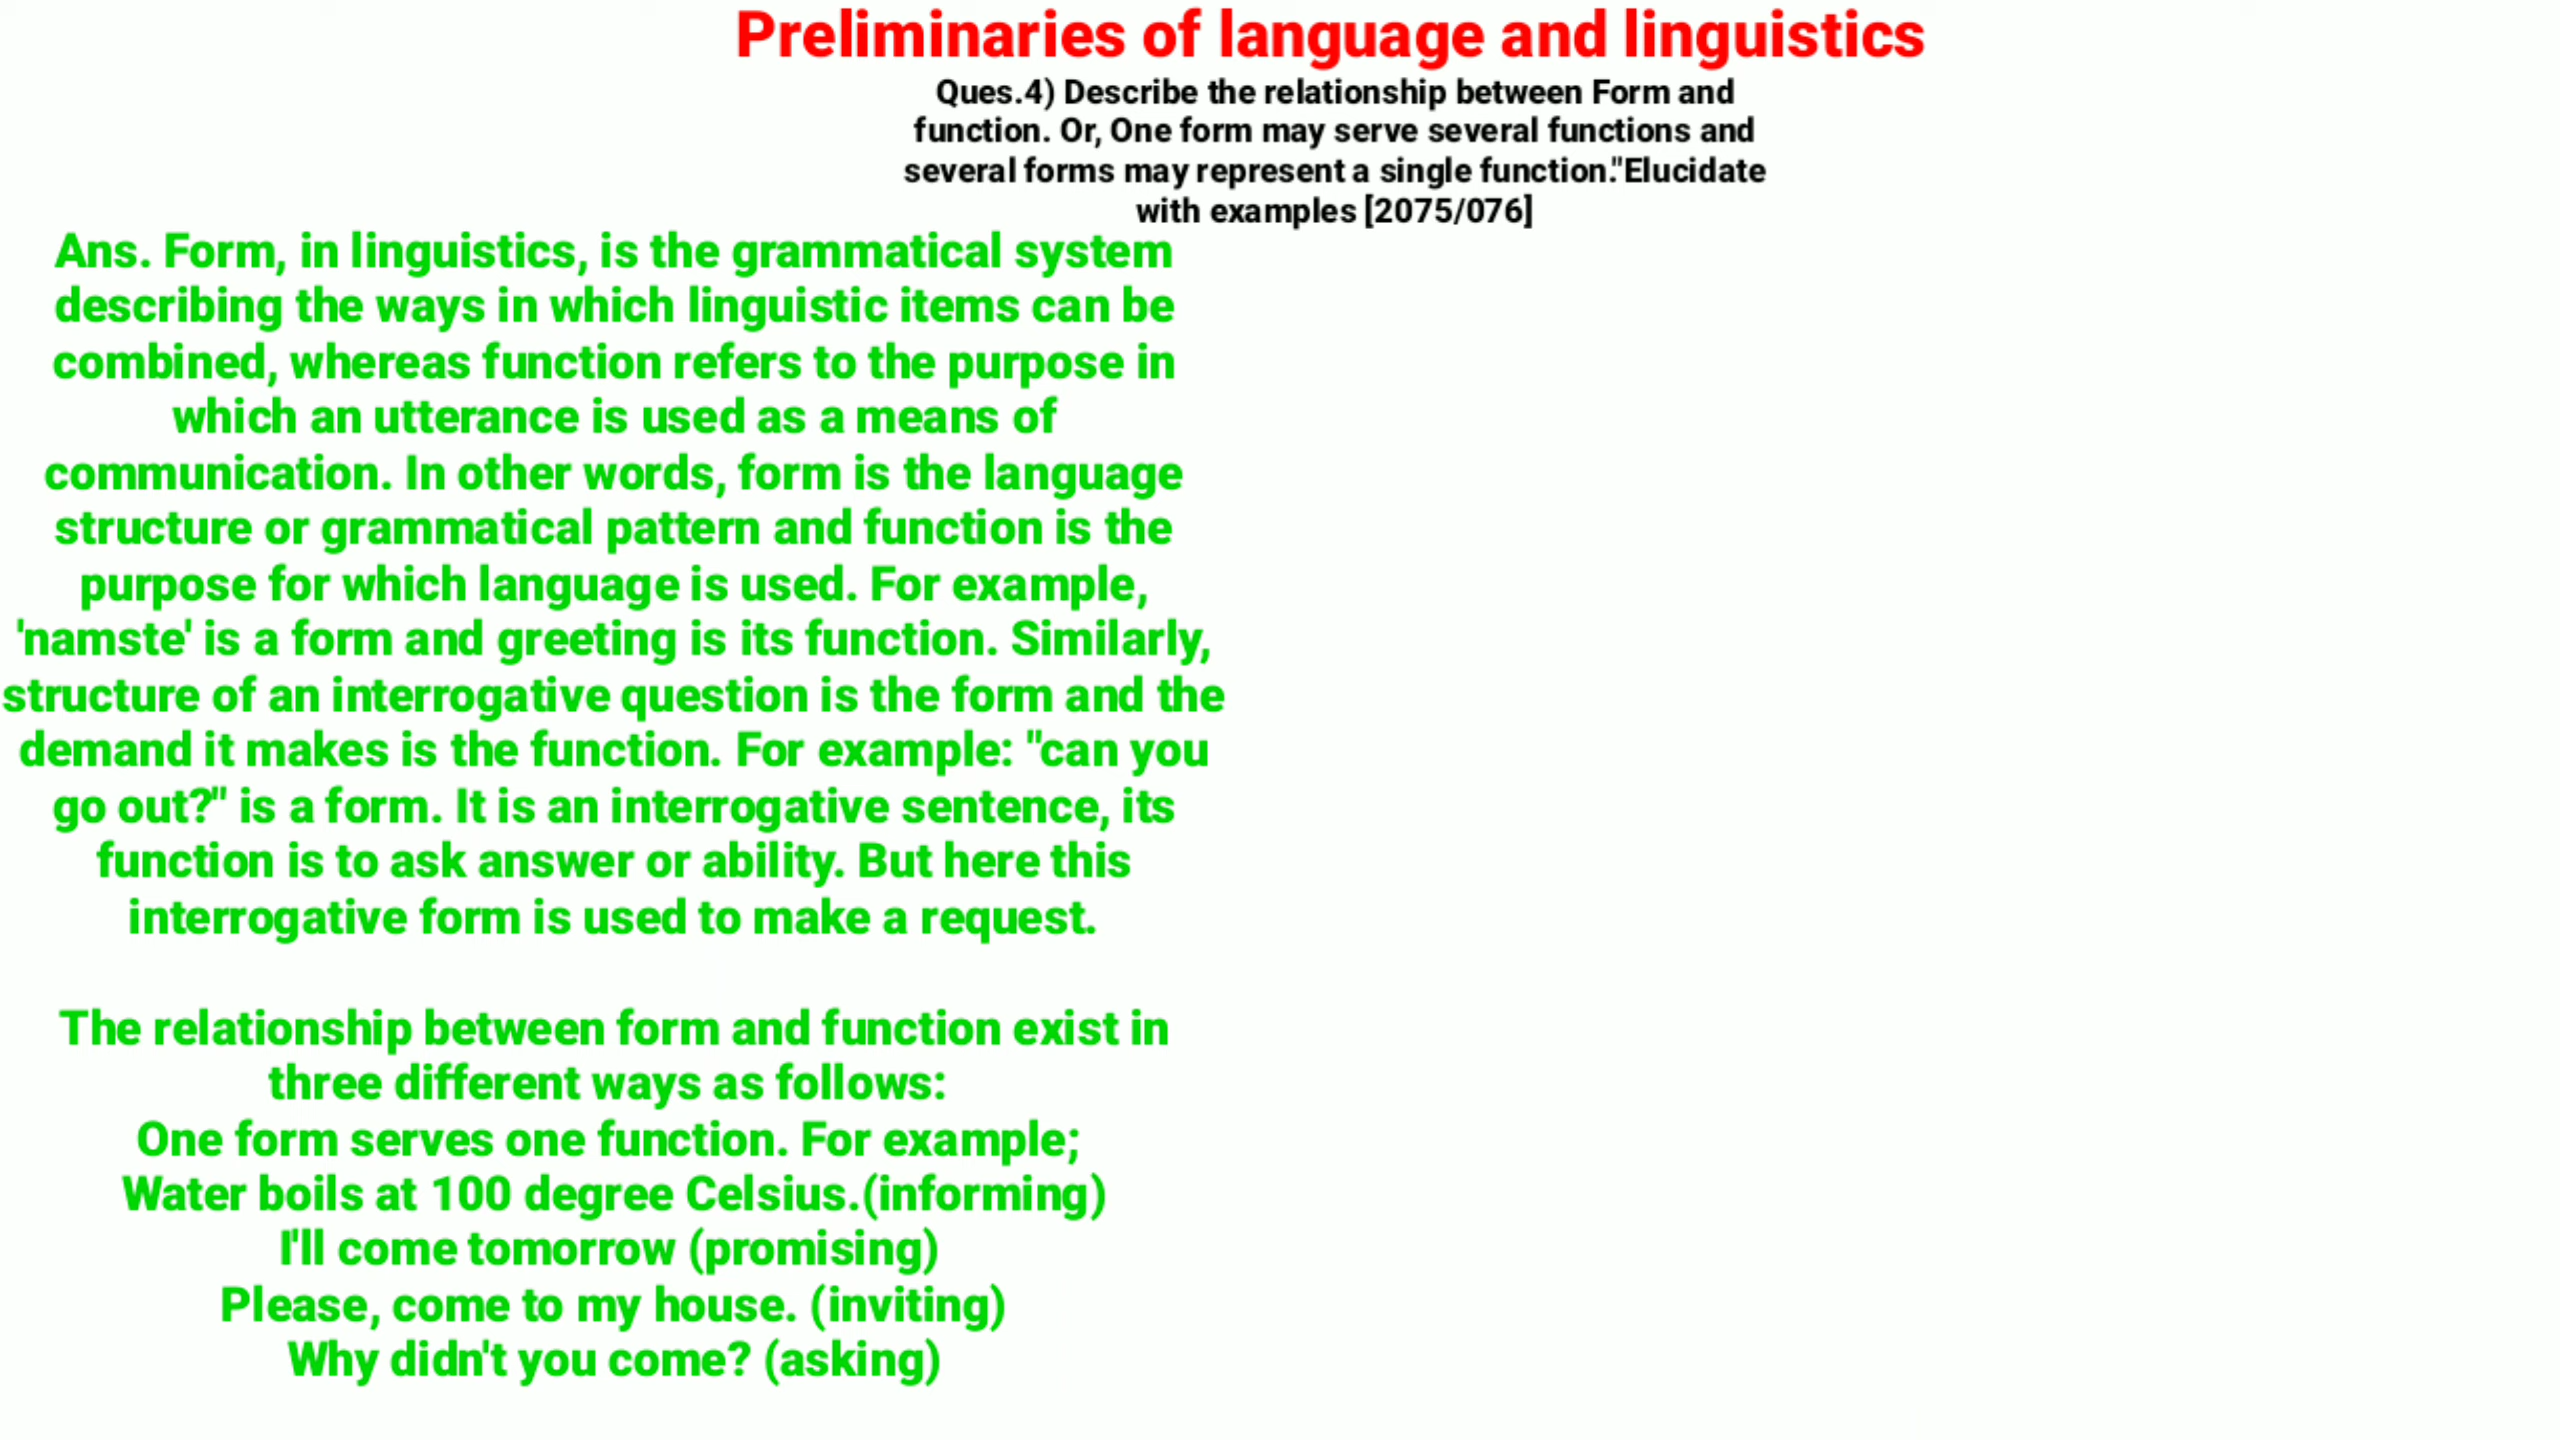 Preliminaries of language and linguistics
Ques.4) Describe the relationship between Form and
function. Or, One form may serve several functions and
several forms may represent a single function."Elucidate
with examples [2075/076]
Ans. Form, in linguistics, is the grammatical system
describing the ways in which linguistic items can be
combined, whereas function refers to the purpose in
which an utterance is used as a means of
communication. In other words, form is the language
structure or grammatical pattern and function is the
purpose for which language is used. For example,
'namste' is a form and greeting is its function. Similarly,
structure of an interrogative question is the form and the
demand it makes is the function. For example: "can you
go out?" is a form. It is an interrogative sentence, its
function is to ask answer or ability. But here this
interrogative form is used to make a request.
The relationship between form and function exist in
three different ways as follows:
One form serves one function. For example;
Water boils at 100 degree Celsius.(informing)
I'll come tomorrow (promising)
Please, come to my house. (inviting)
Why didn't you come? (asking)